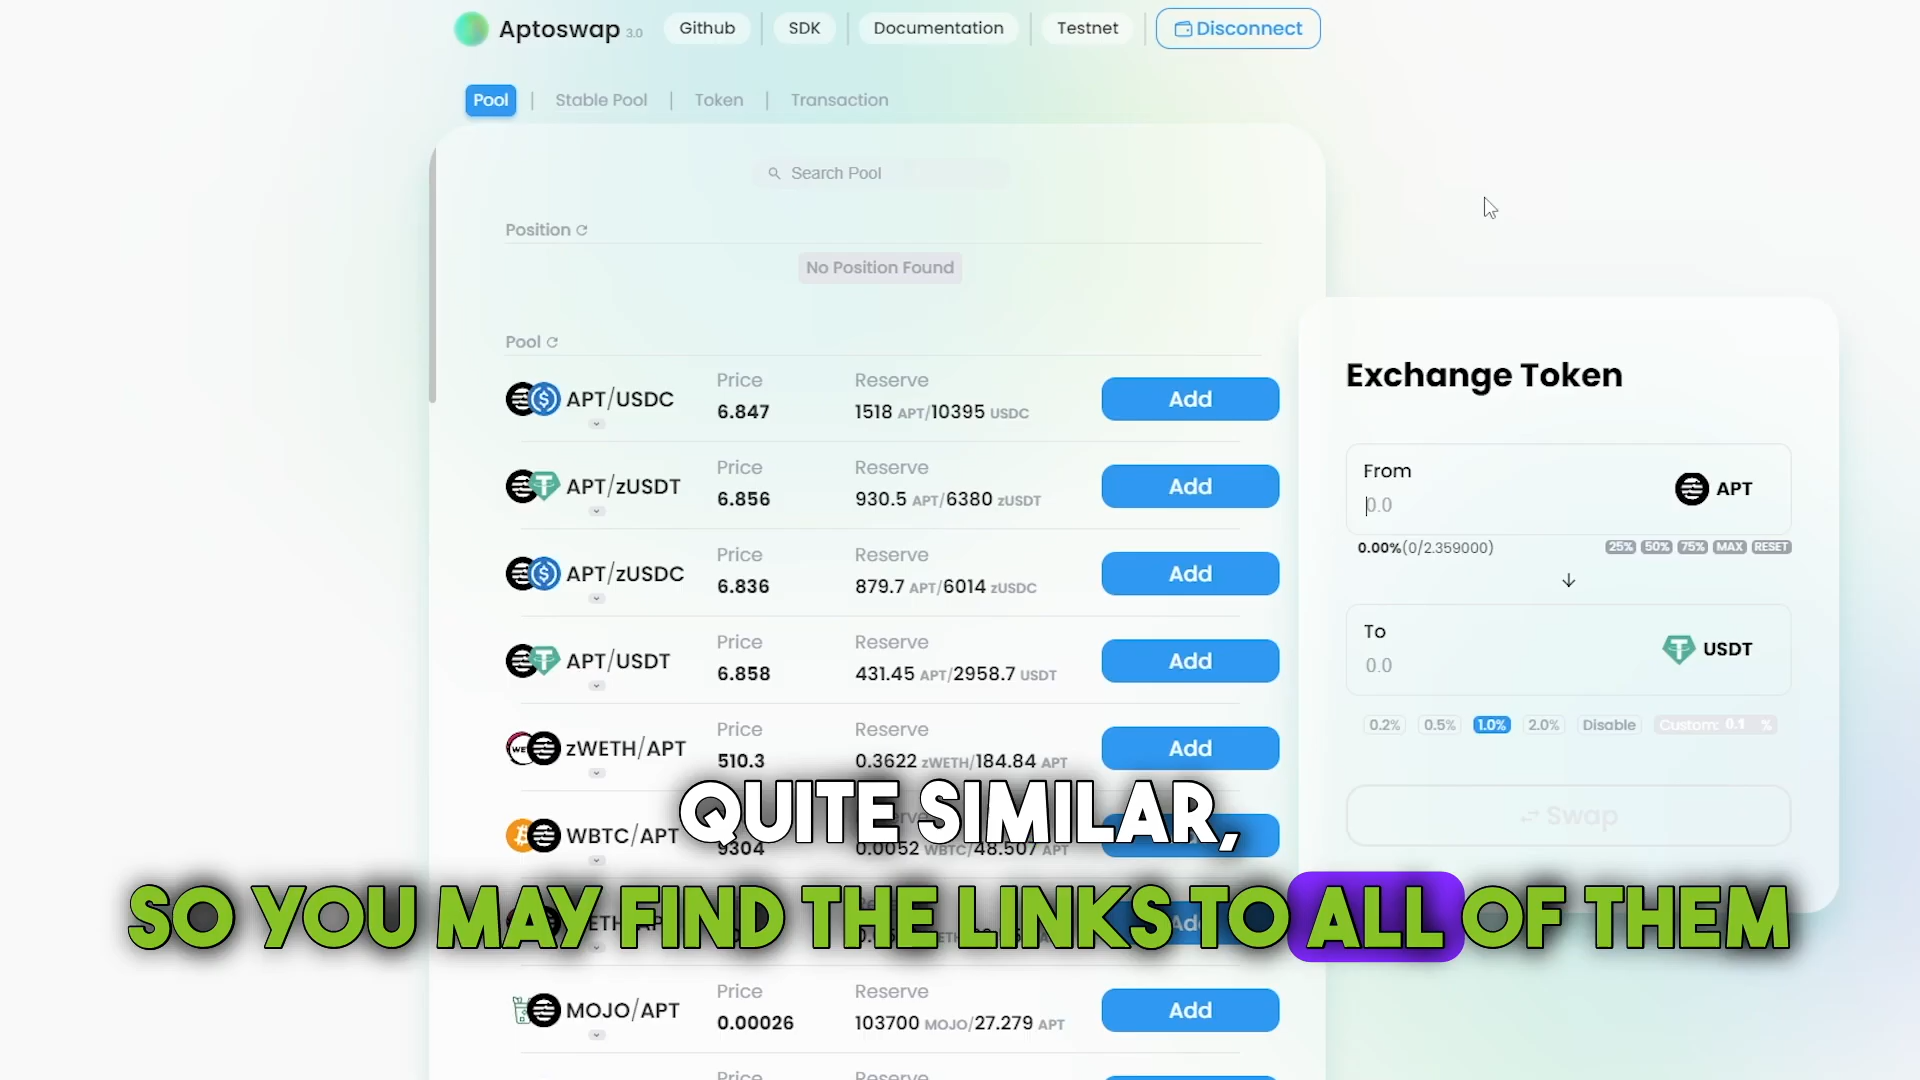 Aptoswap 3.0
Github
SDK
Documentation
Testnet
Disconnect
Pool
Stable Pool
Token
Transaction
Search Pool
Position
No Position Found
Pool
APT/USDC
Price
6.847
Reserve
1518 APT/10395 USDC
Add
APT/zUSDT
Price
6.856
Reserve
930.5 APT/6380 zUSDT
Add
APT/zUSDC
Price
6.836
Reserve
879.7 APT/6014 zUSDC
Add
APT/USDT
Price
6.858
Reserve
431.45 APT/2958.7 USDT
Add
zWETH/APT
Price
510.3
Reserve
0.3622 zWETH/184.84 APT
Add
WBTC/APT
9304
0.0052 WBTC/48.507 APT
MOJO/APT
Price
0.00026
Reserve
103700 MOJO/27.279 APT
Add
Price
Reserve
Exchange Token
From
0.0
APT
0.00%(0/2.359000)
25% 50% 75% MAX RESET
To
0.0
USDT
0.2% 0.5% 1.0% 2.0% Disable Custom: 0.1 %
Swap
QUITE SIMILAR,
SO YOU MAY FIND THE LINKS TO ALL OF THEM